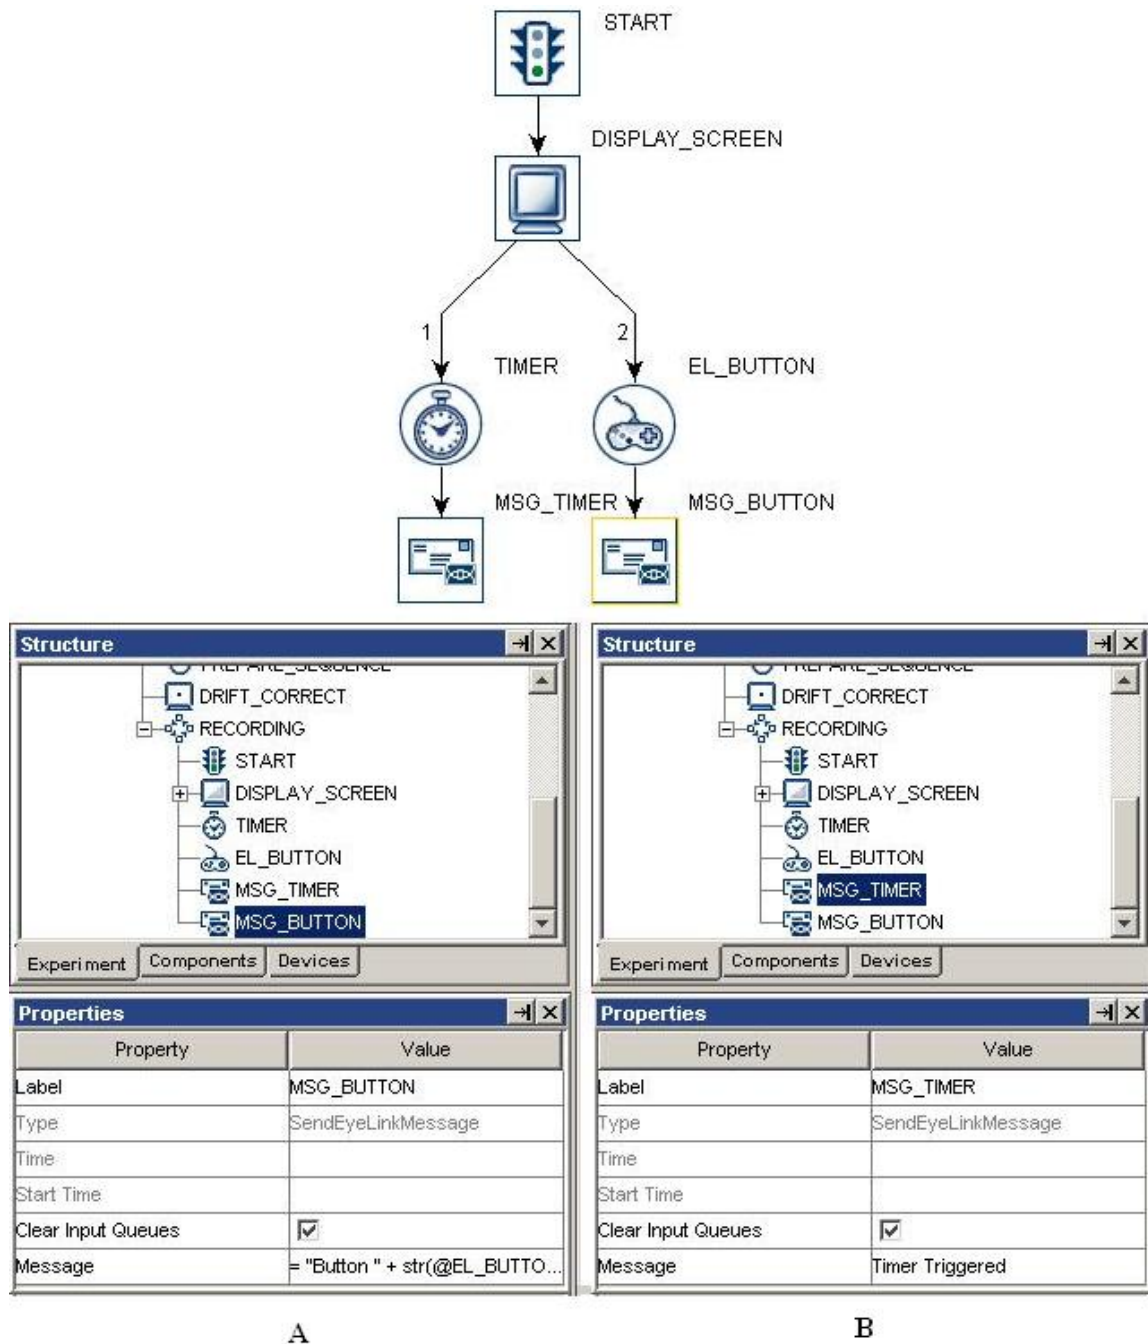 START
DISPLAY_SCREEN
1
2
TIMER
EL_BUTTON
MSG_TIMER
MSG_BUTTON
Structure
PREPARE_SEQUENCE
DRIFT_CORRECT
RECORDING
START
DISPLAY_SCREEN
TIMER
EL_BUTTON
MSG_TIMER
MSG_BUTTON
Experiment Components Devices
Properties
Property Value
Label MSG_BUTTON
Type SendEyeLinkMessage
Time
Start Time
Clear Input Queues
Message = "Button " + str(@EL_BUTTO...
A
Structure
PREPARE_SEQUENCE
DRIFT_CORRECT
RECORDING
START
DISPLAY_SCREEN
TIMER
EL_BUTTON
MSG_TIMER
MSG_BUTTON
Experiment Components Devices
Properties
Property Value
Label MSG_TIMER
Type SendEyeLinkMessage
Time
Start Time
Clear Input Queues
Message Timer Triggered
B